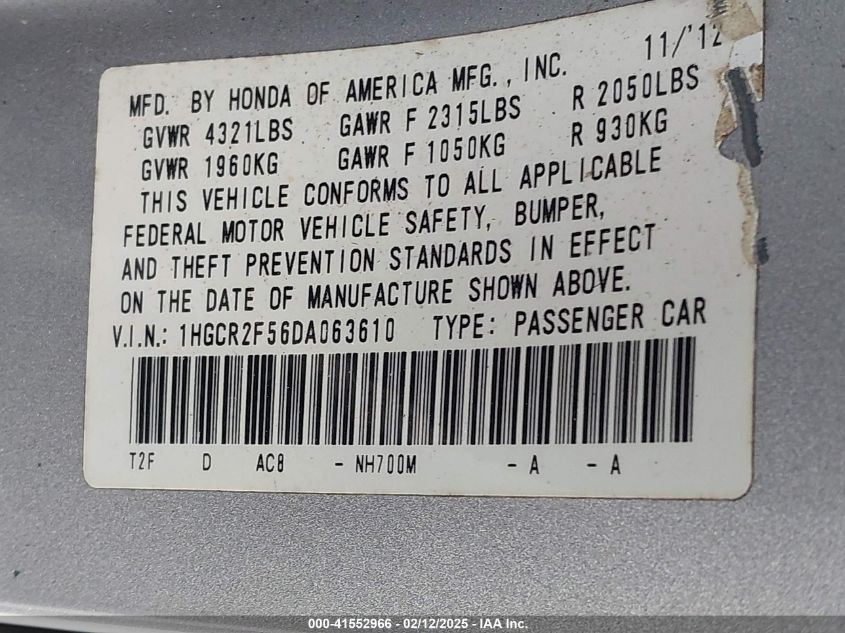 MFD. BY HONDA OF AMERICA MFG., INC. 11/'12
GVWR 4321LBS GAWR F 2315LBS R 2050LBS
GVWR 1960KG GAWR F 1050KG R 930KG
THIS VEHICLE CONFORMS TO ALL APPLICABLE
FEDERAL MOTOR VEHICLE SAFETY, BUMPER,
AND THEFT PREVENTION STANDARDS IN EFFECT
ON THE DATE OF MANUFACTURE SHOWN ABOVE.
V.I.N.: 1HGCR2F56DA063610 TYPE: PASSENGER CAR
T2F D AC8 - NH700M - A - A
000-41552966 - 02/12/2025 - IAA Inc.